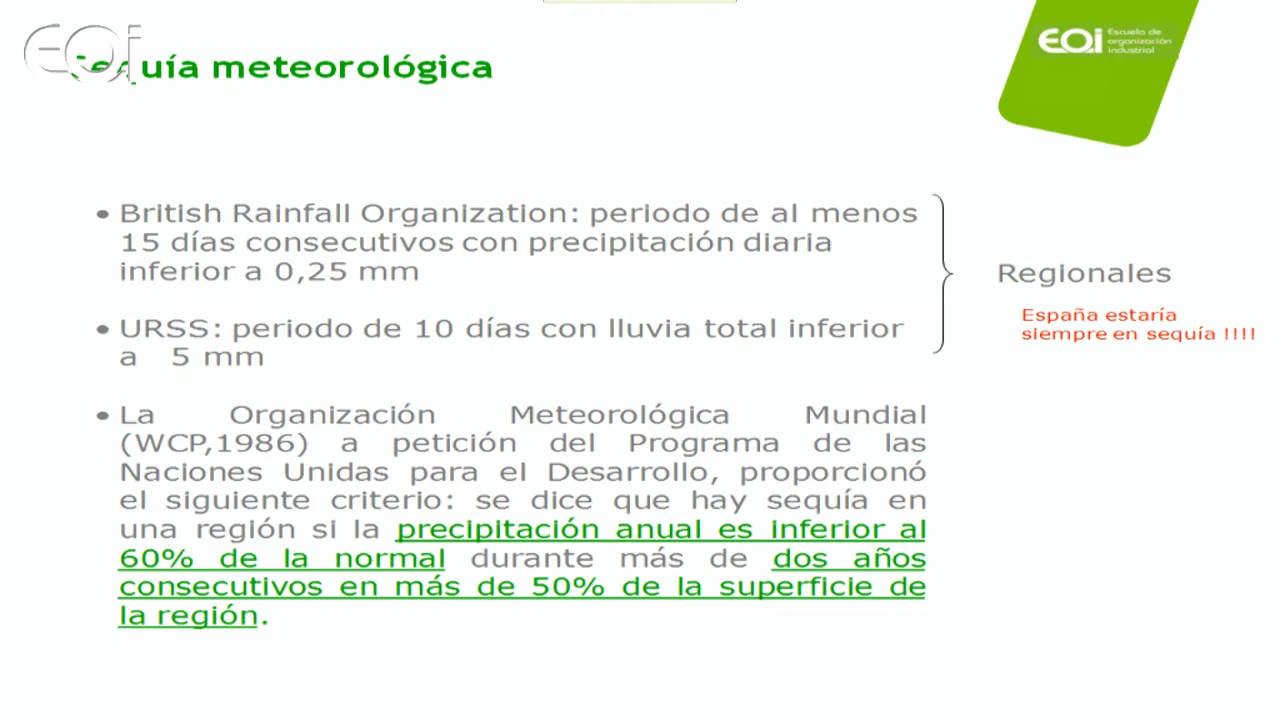 EOi
Sequía meteorológica
EOi Escuela de
organización
industrial
• British Rainfall Organization: periodo de al menos
15 días consecutivos con precipitación diaria
inferior a 0,25 mm
• URSS: periodo de 10 días con lluvia total inferior
a 5 mm
Regionales
España estaría
siempre en sequía !!!!
• La Organización Meteorológica Mundial
(WCP,1986) a petición del Programa de las
Naciones Unidas para el Desarrollo, proporcionó
el siguiente criterio: se dice que hay sequía en
una región si la precipitación anual es inferior al
60% de la normal durante más de dos años
consecutivos en más de 50% de la superficie de
la región.